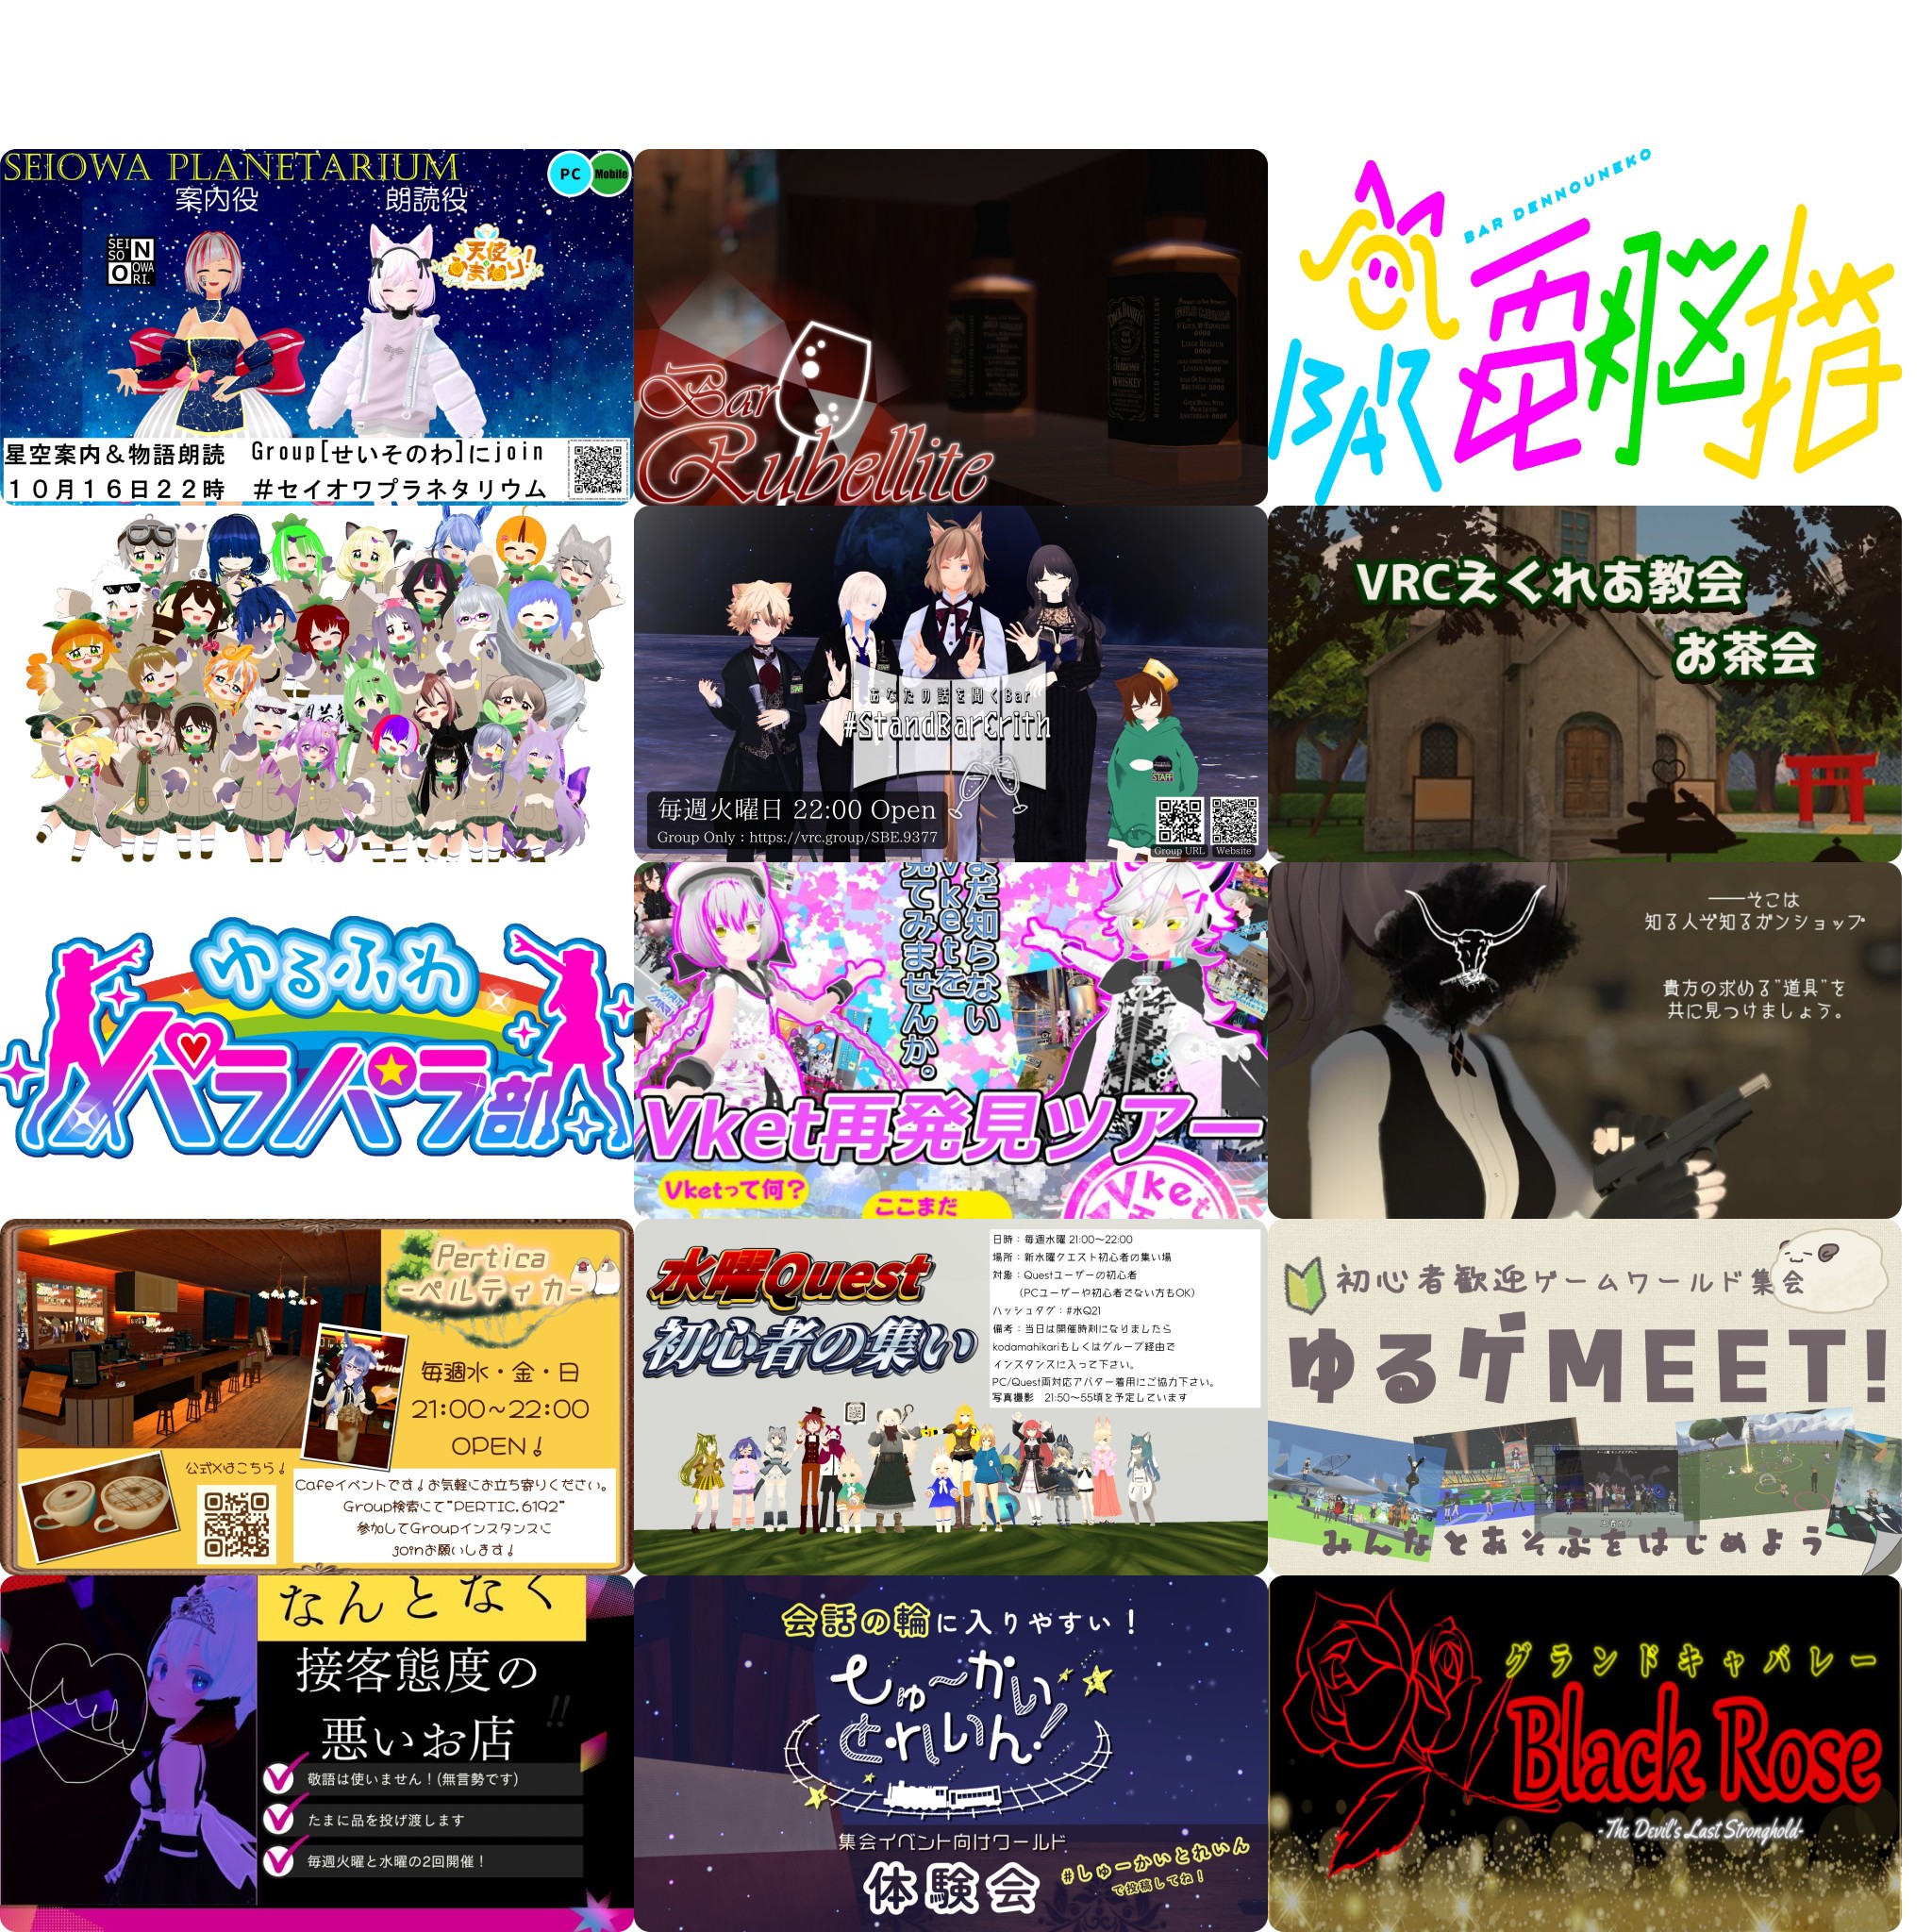 SEIOWA PLANETARIUM
PC
Mobile
案内役
朗読役
SEI
SO
N
O
OWA
RI.
天使
ひまわり!
星空案内＆物語朗読
Group[せいそのわ]にjoin
１０月１６日２２時
＃セイオワプラネタリウム
Bar
Rubellite
WHISKEY
BAR DENNOUNEKO
BAR
電脳猫
あなたの話を聞くBar
#StandBarErith
STAFF
毎週火曜日 22:00 Open
Group Only : https://vrc.group/SBE.9377
Group URL
Website
VRCえくれあ教会
お茶会
ゆるふわ
パラパラ部
まだ知らない
Vketを
見てみませんか。
Vket再発見ツアー
Vketって何？
ここまだ
Vket
――そこは
知る人ぞ知るガンショップ
貴方の求める"道具"を
共に見つけましょう。
Pertica
-ペルティカ-
毎週水・金・日
21:00～22:00
OPEN！
公式Xはこちら！
Cafeイベントです！お気軽にお立ち寄りください。
Group検索にて"PERTIC.6192"
参加してGroupインスタンスに
joinお願いします！
水曜Quest
初心者の集い
日時：毎週水曜 21:00～22:00
場所：新水曜クエスト初心者の集い場
対象：Questユーザーの初心者
（PCユーザーや初心者でない方もOK）
ハッシュタグ：#水Q21
備考：当日は開催時刻になりましたら
kodamahikariもしくはグループ経由で
インスタンスに入って下さい。
PC/Quest両対応アバター着用にご協力下さい。
写真撮影　21:50～55頃を予定しています
初心者歓迎ゲームワールド集会
ゆるゲMEET!
みんなとあそぶをはじめよう
なんとなく
接客態度の
悪いお店
!!
敬語は使いません！(無言勢です)
たまに品を投げ渡します
毎週火曜と水曜の2回開催！
会話の輪に入りやすい！
しゅ～かい
とれいん!
集会イベント向けワールド
体験会
#しゅーかいとれいん
で投稿してね！
グランドキャバレー
Black Rose
-The Devil's Last Stronghold-